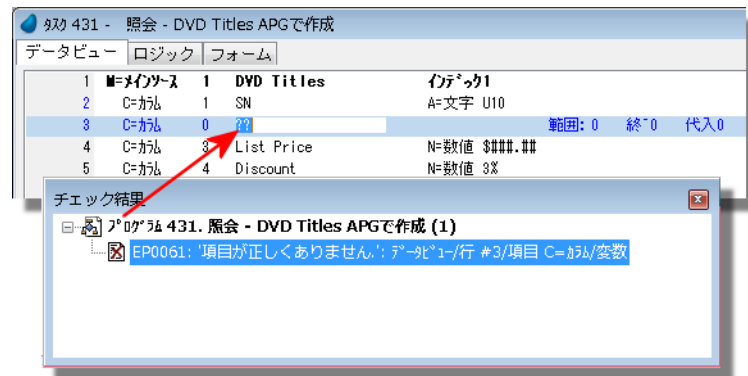 ﾀｽｸ 431 - 照会 - DVD Titles APGで作成
データビュー ロジック フォーム
1 M=ﾒｲﾝｿｰｽ 1 DVD Titles ｲﾝﾃﾞｯｸｽ1
2 C=ｶﾗﾑ 1 SN A=文字 U10
3 C=ｶﾗﾑ 0 ?? 範囲: 0 終~0 代入0
4 C=ｶﾗﾑ 3 List Price N=数値 $###.##
5 C=ｶﾗﾑ 4 Discount N=数値 3%
チェック結果
ﾌﾟﾛｸﾞﾗﾑ 431. 照会 - DVD Titles APGで作成 (1)
EP0061: '項目が正しくありません.': ﾃﾞｰﾀﾋﾞｭｰ/行 #3/項目 C=ｶﾗﾑ/変数